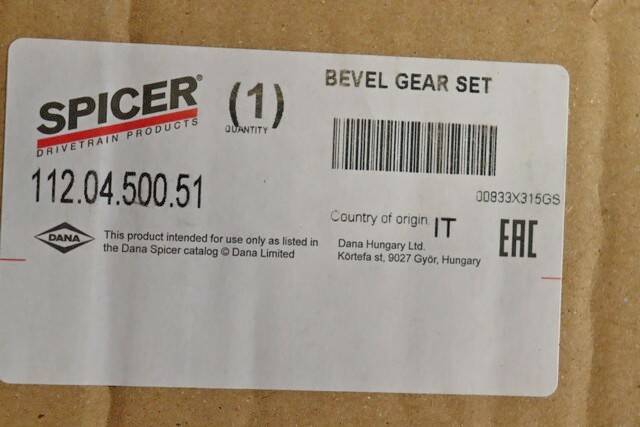 SPICER®
DRIVETRAIN PRODUCTS
(1)
QUANTITY
BEVEL GEAR SET
112.04.500.51
00833X315GS
Country of origin IT
EAC
DANA
This product intended for use only as listed in
the Dana Spicer catalog © Dana Limited
Dana Hungary Ltd.
Körtefa st, 9027 Györ, Hungary